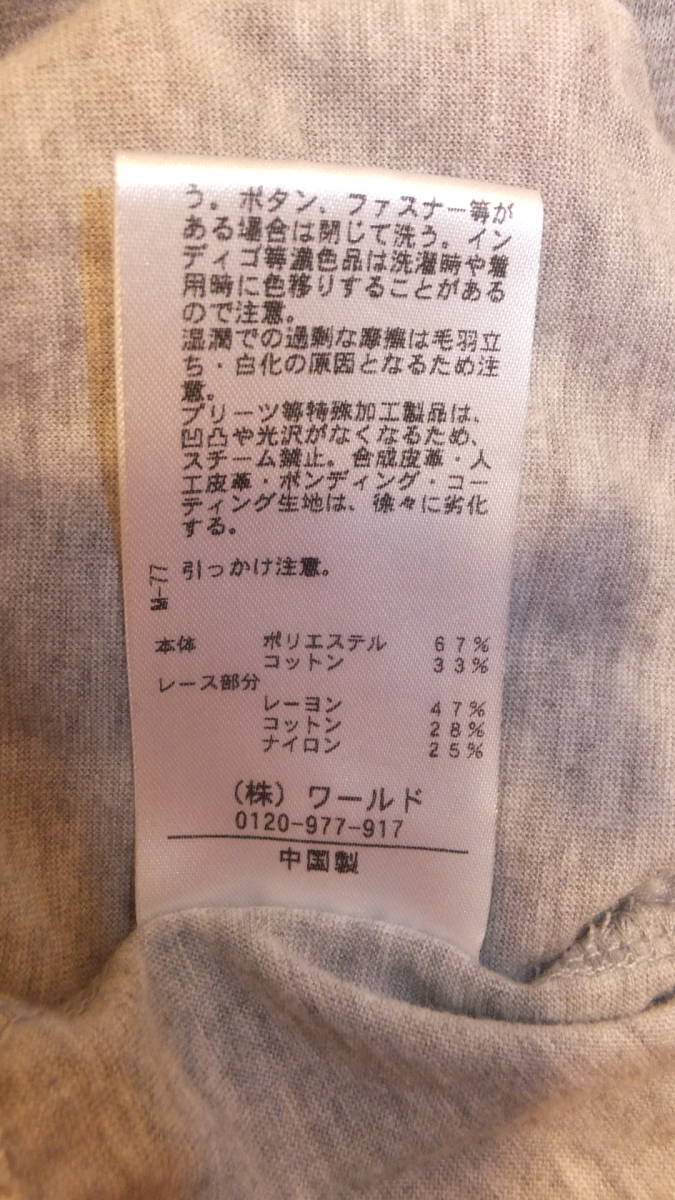 う。ボタン、ファスナー等が
ある場合は閉じて洗う。イン
ディゴ等濃色品は洗濯時や着
用時に色移りすることがある
ので注意。
湿潤での過剰な摩擦は毛羽立
ち・白化の原因となるため注
意。
プリーツ等特殊加工製品は、
凹凸や光沢がなくなるため、
スチーム禁止。合成皮革・人
工皮革・ボンディング・コー
ティング生地は、徐々に劣化
する。
引っかけ注意。
W-77
本体 ポリエステル 67%
コットン 33%
レース部分
レーヨン 47%
コットン 28%
ナイロン 25%
(株) ワールド
0120-977-917
中国製